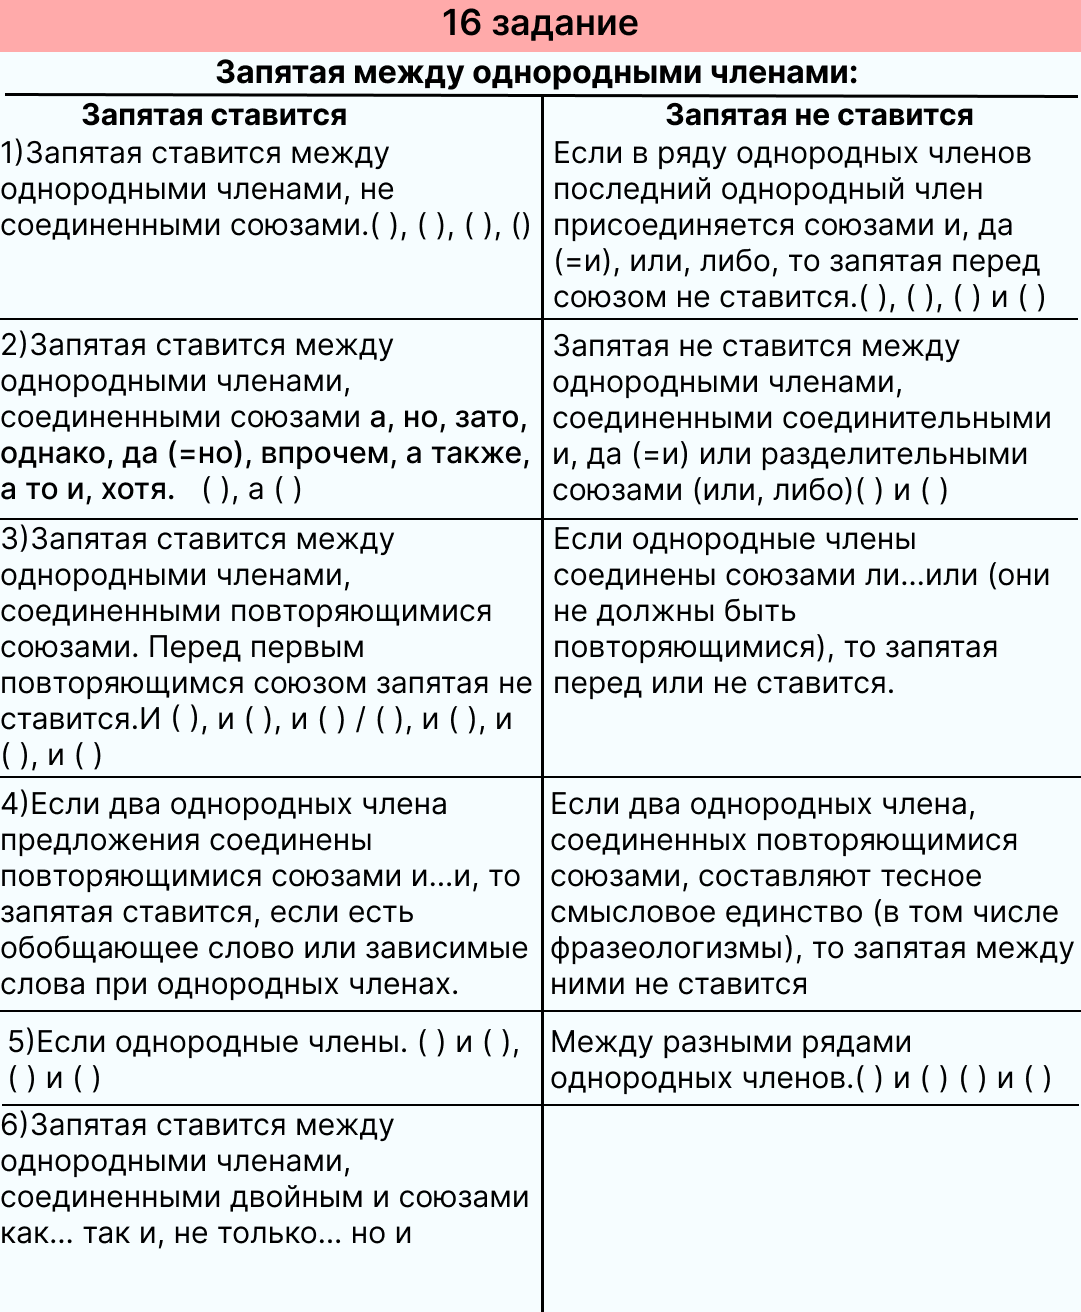 16 задание
Запятая между однородными членами:
Запятая ставится
1)Запятая ставится между
однородными членами, не
соединенными союзами.( ), ( ), ( ), ()
Запятая не ставится
Если в ряду однородных членов
последний однородный член
присоединяется союзами и, да
(=и), или, либо, то запятая перед
союзом не ставится.( ), ( ), ( ) и ( )
2)Запятая ставится между
однородными членами,
соединенными союзами а, но, зато,
однако, да (=но), впрочем, а также,
а то и, хотя.   ( ), а ( )
Запятая не ставится между
однородными членами,
соединенными соединительными
и, да (=и) или разделительными
союзами (или, либо)( ) и ( )
3)Запятая ставится между
однородными членами,
соединенными повторяющимися
союзами. Перед первым
повторяющимся союзом запятая не
ставится.И ( ), и ( ), и ( ) / ( ), и ( ), и
( ), и ( )
Если однородные члены
соединены союзами ли...или (они
не должны быть
повторяющимися), то запятая
перед или не ставится.
4)Если два однородных члена
предложения соединены
повторяющимися союзами и...и, то
запятая ставится, если есть
обобщающее слово или зависимые
слова при однородных членах.
Если два однородных члена,
соединенных повторяющимися
союзами, составляют тесное
смысловое единство (в том числе
фразеологизмы), то запятая между
ними не ставится
5)Если однородные члены. ( ) и ( ),
( ) и ( )
Между разными рядами
однородных членов.( ) и ( ) ( ) и ( )
6)Запятая ставится между
однородными членами,
соединенными двойным и союзами
как... так и, не только... но и